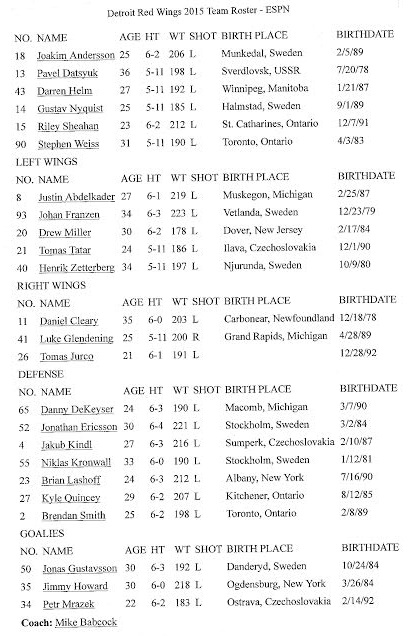 Detroit Red Wings 2015 Team Roster - ESPN
NO. NAME AGE HT WT SHOT BIRTH PLACE BIRTHDATE
18 Joakim Andersson 25 6-2 206 L Munkedal, Sweden 2/5/89
13 Pavel Datsyuk 36 5-11 198 L Sverdlovsk, USSR 7/20/78
43 Darren Helm 27 5-11 192 L Winnipeg, Manitoba 1/21/87
14 Gustav Nyquist 25 5-11 185 L Halmstad, Sweden 9/1/89
15 Riley Sheahan 23 6-2 212 L St. Catharines, Ontario 12/7/91
90 Stephen Weiss 31 5-11 190 L Toronto, Ontario 4/3/83
LEFT WINGS
NO. NAME AGE HT WT SHOT BIRTH PLACE BIRTHDATE
8 Justin Abdelkader 27 6-1 219 L Muskegon, Michigan 2/25/87
93 Johan Franzen 34 6-3 223 L Vetlanda, Sweden 12/23/79
20 Drew Miller 30 6-2 178 L Dover, New Jersey 2/17/84
21 Tomas Tatar 24 5-11 186 L Ilava, Czechoslovakia 12/1/90
40 Henrik Zetterberg 34 5-11 197 L Njurunda, Sweden 10/9/80
RIGHT WINGS
NO. NAME AGE HT WT SHOT BIRTH PLACE BIRTHDATE
11 Daniel Cleary 35 6-0 203 L Carbonear, Newfoundland 12/18/78
41 Luke Glendening 25 5-11 200 R Grand Rapids, Michigan 4/28/89
26 Tomas Jurco 21 6-1 191 L 12/28/92
DEFENSE
NO. NAME AGE HT WT SHOT BIRTH PLACE BIRTHDATE
65 Danny DeKeyser 24 6-3 190 L Macomb, Michigan 3/7/90
52 Jonathan Ericsson 30 6-4 221 L Stockholm, Sweden 3/2/84
4 Jakub Kindl 27 6-3 216 L Sumperk, Czechoslovakia 2/10/87
55 Niklas Kronwall 33 6-0 190 L Stockholm, Sweden 1/12/81
23 Brian Lashoff 24 6-3 212 L Albany, New York 7/16/90
27 Kyle Quincey 29 6-2 207 L Kitchener, Ontario 8/12/85
2 Brendan Smith 25 6-2 198 L Toronto, Ontario 2/8/89
GOALIES
NO. NAME AGE HT WT SHOT BIRTH PLACE BIRTHDATE
50 Jonas Gustavsson 30 6-3 192 L Danderyd, Sweden 10/24/84
35 Jimmy Howard 30 6-0 218 L Ogdensburg, New York 3/26/84
34 Petr Mrazek 22 6-2 183 L Ostrava, Czechoslovakia 2/14/92
Coach: Mike Babcock